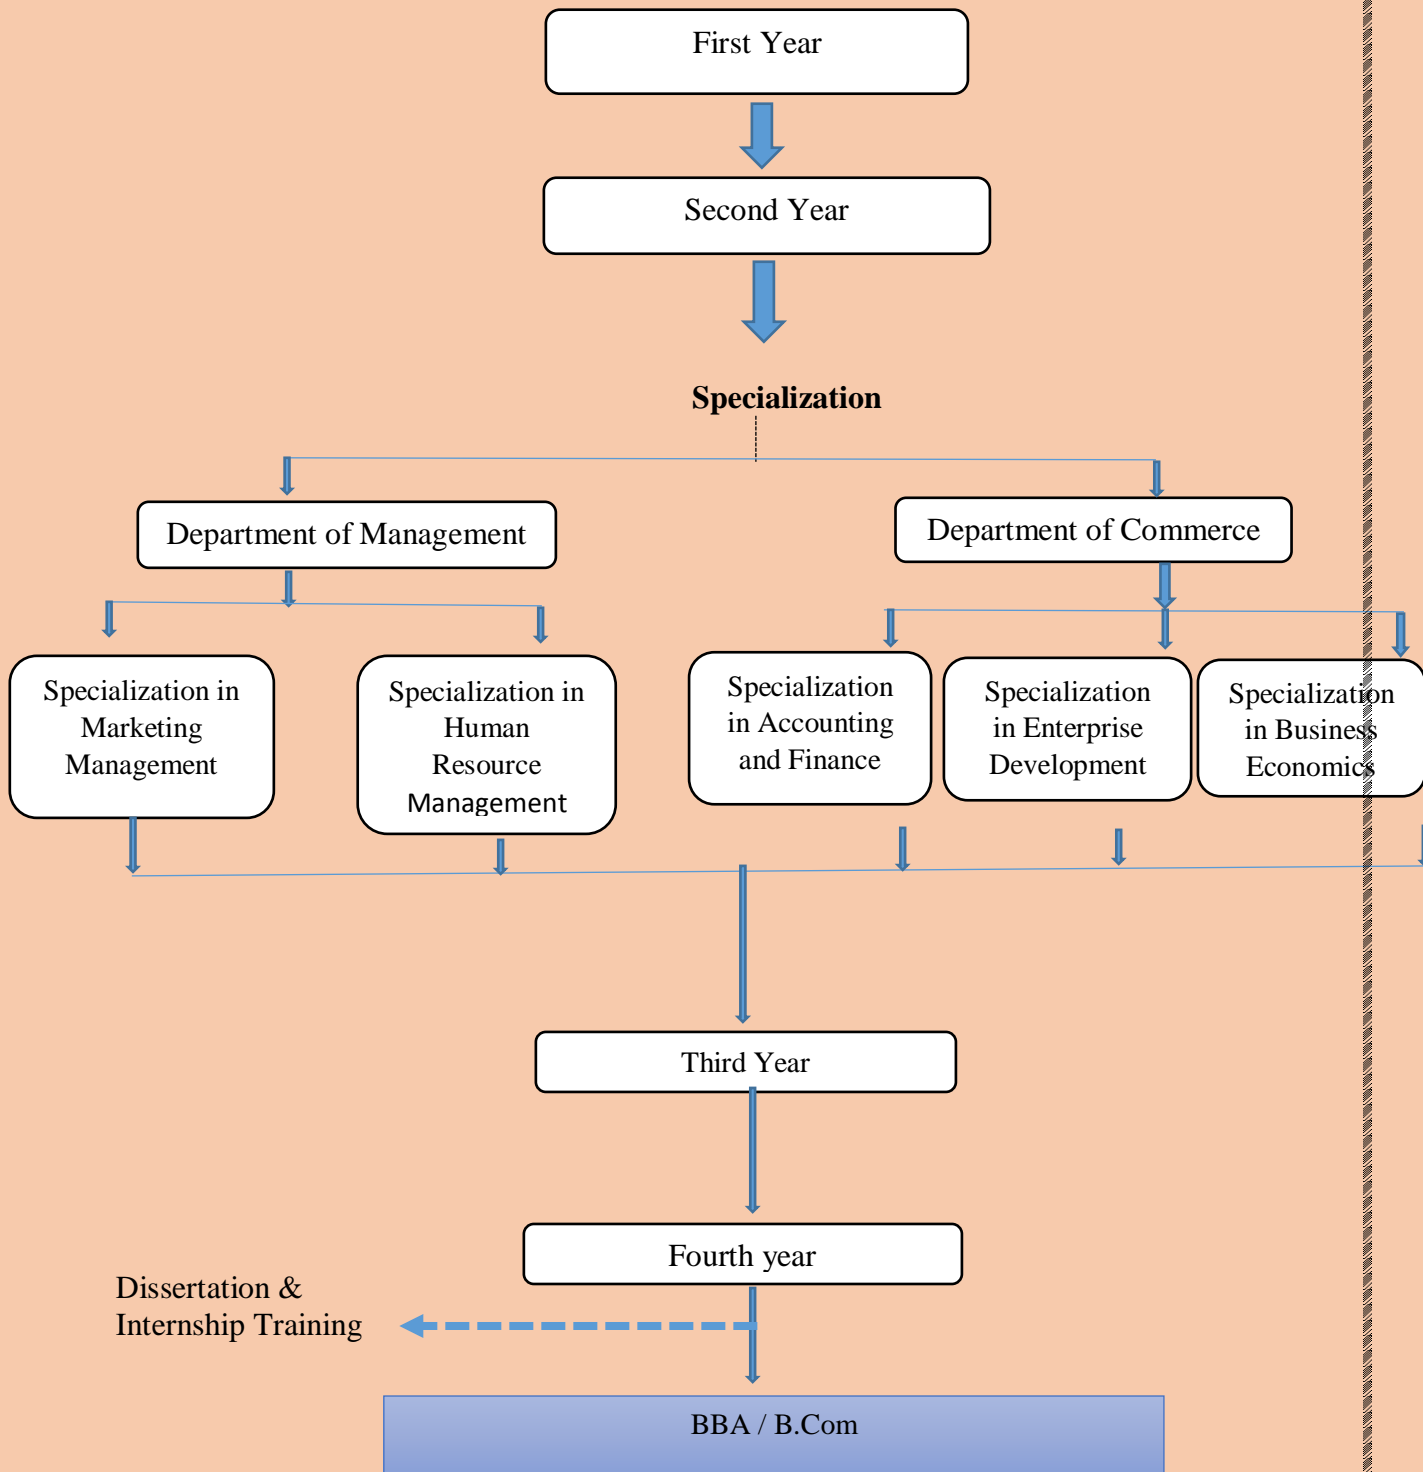 First Year
Second Year
Specialization
Department of Management
Department of Commerce
Specialization in
Marketing
Management
Specialization in
Human
Resource
Management
Specialization
in Accounting
and Finance
Specialization
in Enterprise
Development
Specialization
in Business
Economics
Third Year
Fourth year
Dissertation &
Internship Training
BBA / B.Com